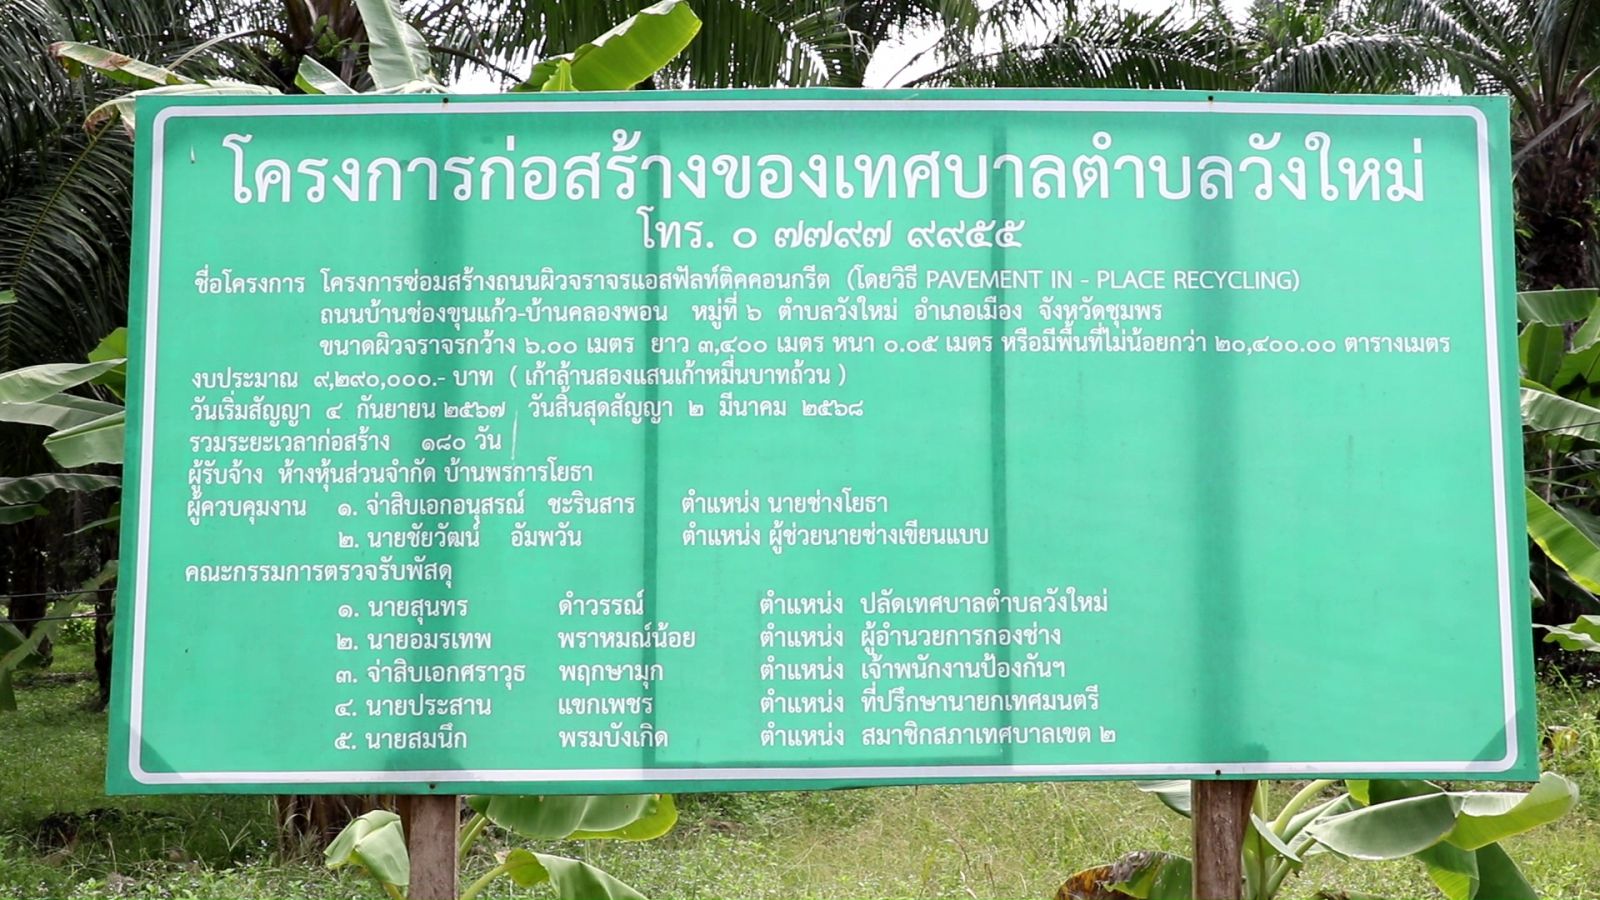 โครงการก่อสร้างของเทศบาลตำบลวังใหม่
โทร. ๐ ๗๗๙๗ ๙๙๕๕
ชื่อโครงการ โครงการซ่อมสร้างถนนผิวจราจรแอสฟัลท์ติคคอนกรีต (โดยวิธี PAVEMENT IN - PLACE RECYCLING)
ถนนบ้านช่องขุนแก้ว-บ้านคลองพอน หมู่ที่ ๖ ตำบลวังใหม่ อำเภอเมือง จังหวัดชุมพร
ขนาดผิวจราจรกว้าง ๖.๐๐ เมตร ยาว ๓,๔๐๐ เมตร หนา ๐.๐๕ เมตร หรือมีพื้นที่ไม่น้อยกว่า ๒๐,๔๐๐.๐๐ ตารางเมตร
งบประมาณ ๙,๒๙๐,๐๐๐.- บาท ( เก้าล้านสองแสนเก้าหมื่นบาทถ้วน )
วันเริ่มสัญญา ๔ กันยายน ๒๕๖๗ วันสิ้นสุดสัญญา ๒ มีนาคม ๒๕๖๘
รวมระยะเวลาก่อสร้าง ๑๘๐ วัน
ผู้รับจ้าง ห้างหุ้นส่วนจำกัด บ้านพรการโยธา
ผู้ควบคุมงาน ๑. จ่าสิบเอกอนุสรณ์ ชะรินสาร ตำแหน่ง นายช่างโยธา
๒. นายชัยวัฒน์ อัมพวัน ตำแหน่ง ผู้ช่วยนายช่างเขียนแบบ
คณะกรรมการตรวจรับพัสดุ
๑. นายสุนทร ดำวรรณ์ ตำแหน่ง ปลัดเทศบาลตำบลวังใหม่
๒. นายอมรเทพ พราหมณ์น้อย ตำแหน่ง ผู้อำนวยการกองช่าง
๓. จ่าสิบเอกศราวุธ พฤกษามุก ตำแหน่ง เจ้าพนักงานป้องกันฯ
๔. นายประสาน แขกเพชร ตำแหน่ง ที่ปรึกษานายกเทศมนตรี
๕. นายสมนึก พรมบังเกิด ตำแหน่ง สมาชิกสภาเทศบาลเขต ๒